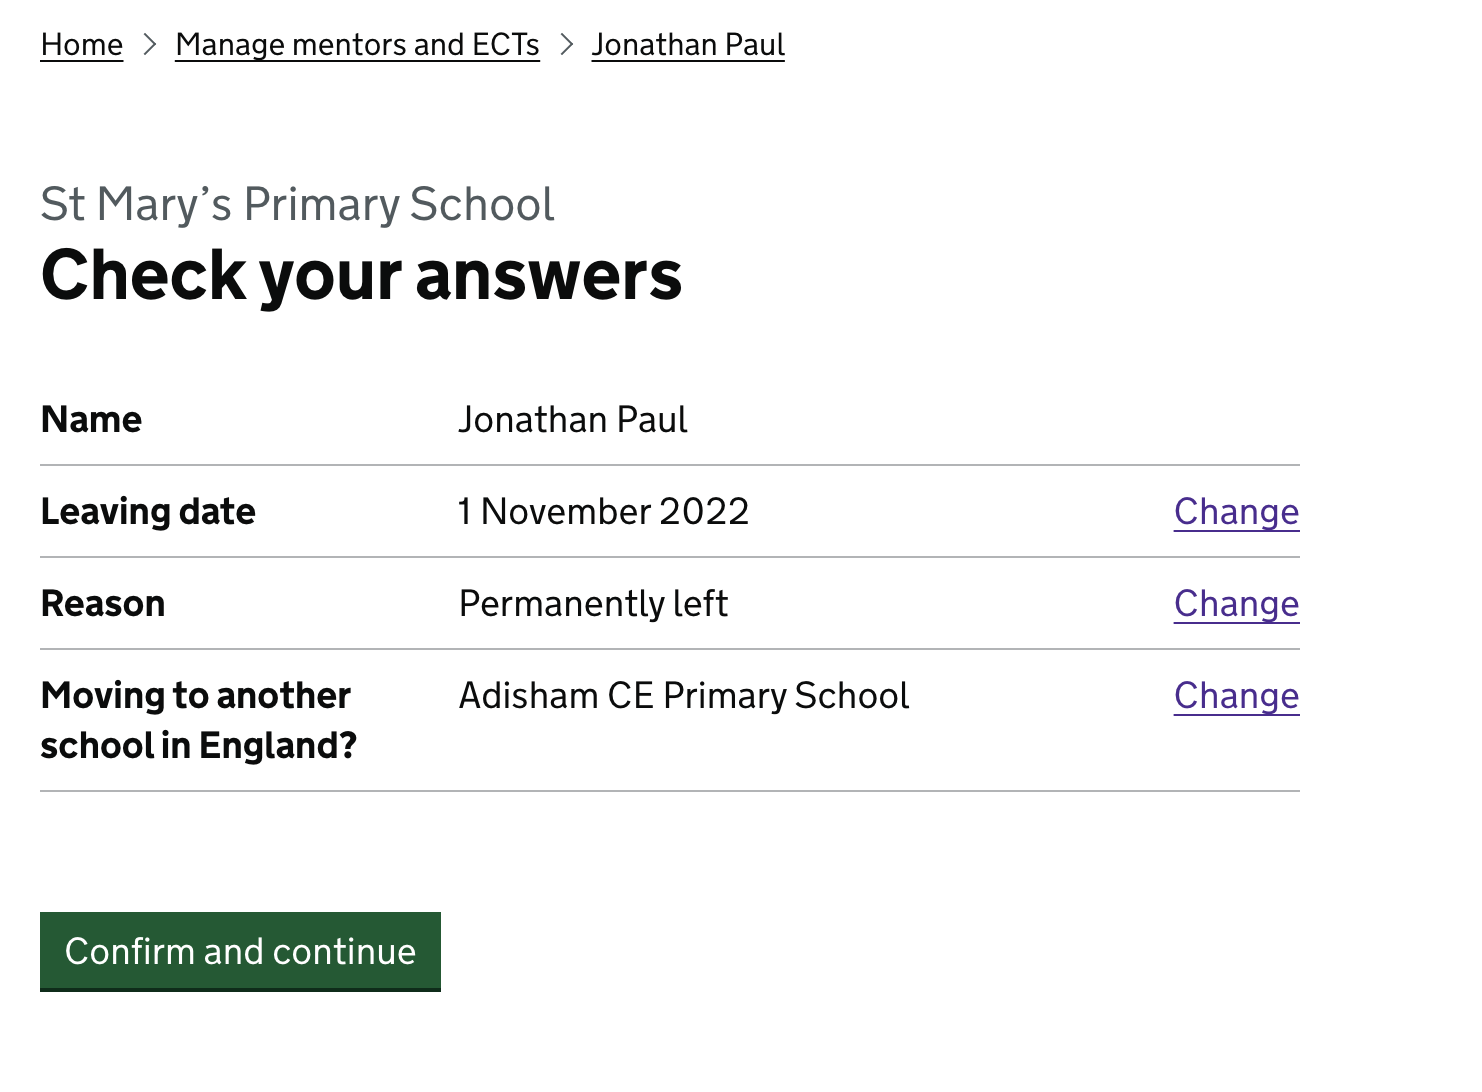 Home > Manage mentors and ECTs > Jonathan Paul
St Mary’s Primary School
Check your answers
Name Jonathan Paul
Leaving date 1 November 2022 Change
Reason Permanently left Change
Moving to another Adisham CE Primary School Change
school in England?
Confirm and continue